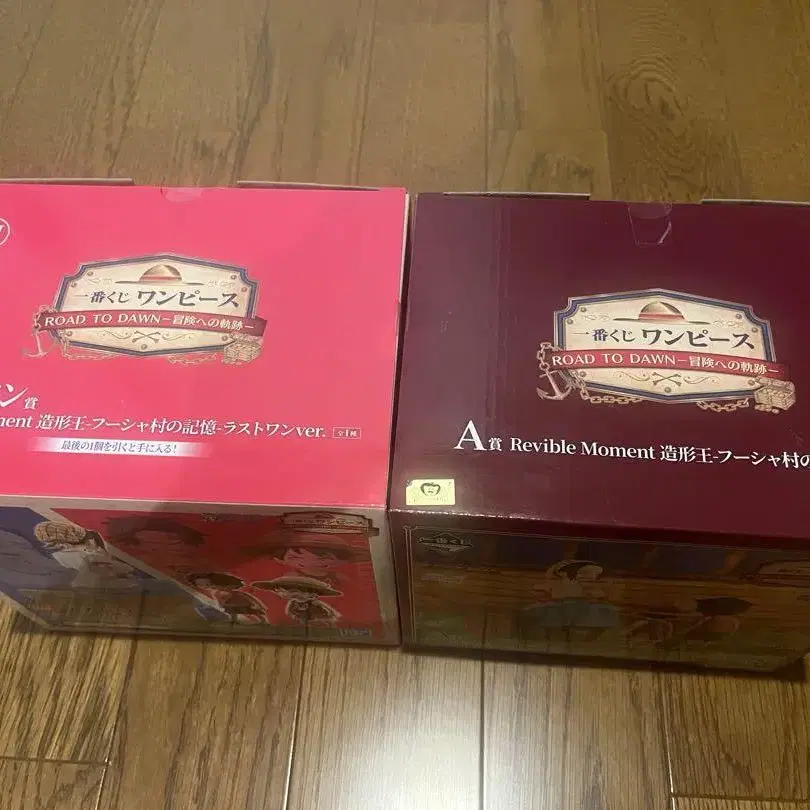 一番くじ ワンピース
ROAD TO DAWN-冒険への軌跡-
ン賞
ment 造形王-フーシャ村の記憶-ラストワンver. 全1種
最後の1個を引くと手に入る!
一番くじ ワンピース
ROAD TO DAWN-冒険への軌跡-
A賞 Revible Moment 造形王-フーシャ村の
一番くじ